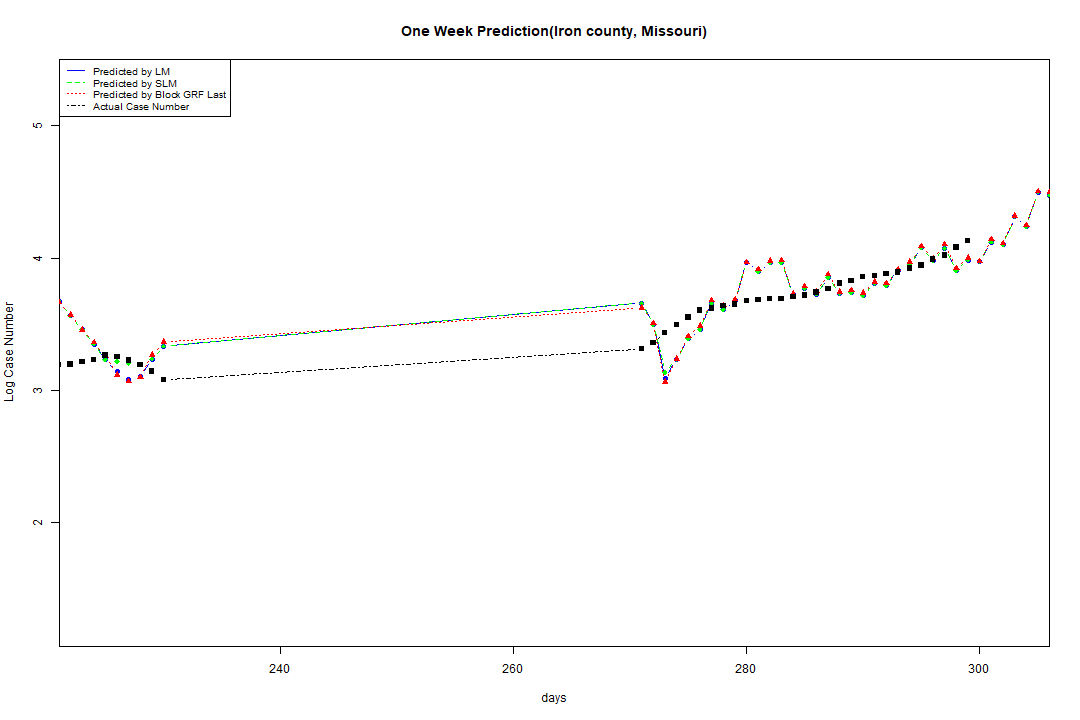 One Week Prediction(Iron county, Missouri)
Predicted by LM
Predicted by SLM
Predicted by Block GRF Last
Actual Case Number
5
4
3
2
Log Case Number
240 260 280 300
days